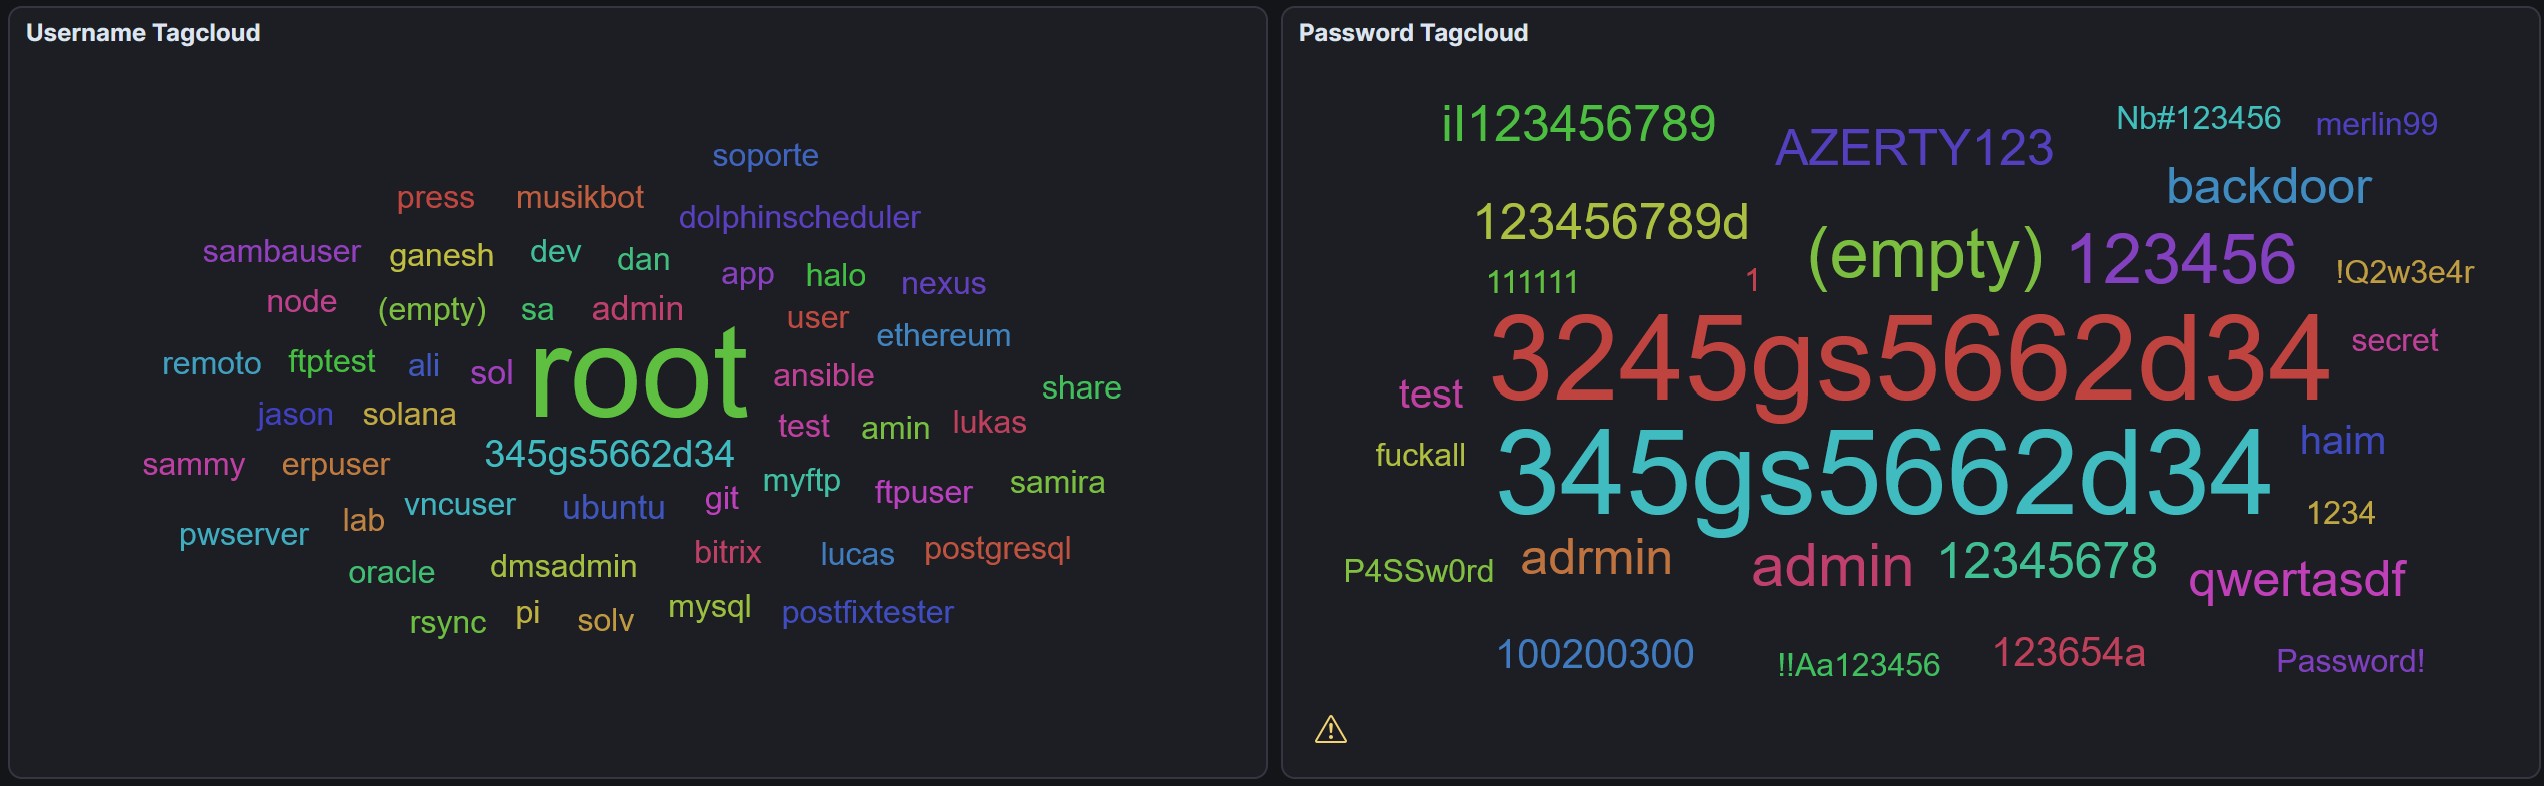 Username Tagcloud
soporte
press musikbot
dolphinscheduler
sambauser ganesh dev dan
app halo nexus
node (empty) sa admin
user ethereum
root
remoto ftptest ali sol
ansible share
jason solana
test amin lukas
345gs5662d34
sammy erpuser
myftp ftpuser samira
vncuser ubuntu git
pwserver lab
bitrix lucas postgresql
oracle dmsadmin
rsync pi solv mysql postfixtester
Password Tagcloud
il123456789 AZERTY123 Nb#123456 merlin99
backdoor
123456789d (empty) 123456
111111 1 !Q2w3e4r
3245gs5662d34 secret
test
fuckall 345gs5662d34 haim
1234
P4SSw0rd adrmin admin 12345678 qwertasdf
100200300 !!Aa123456 123654a Password!